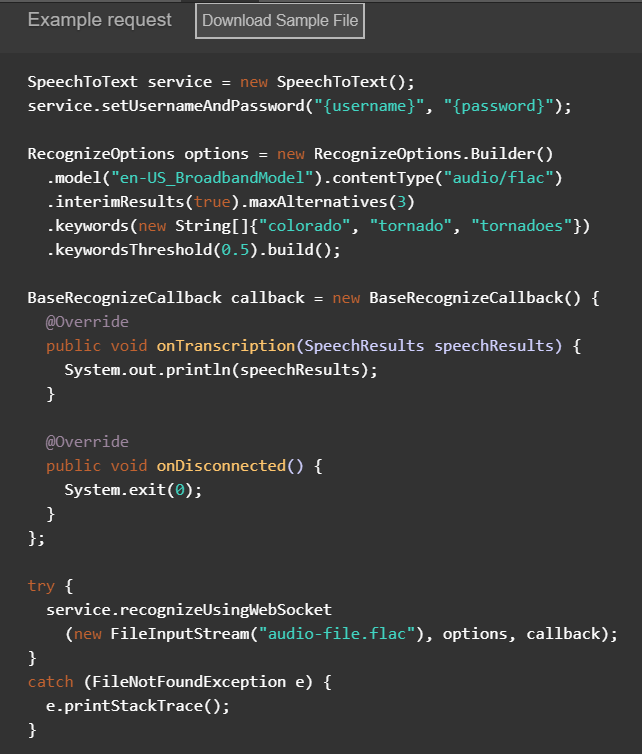 Example request Download Sample File
SpeechToText service = new SpeechToText();
service.setUsernameAndPassword("{username}", "{password}");
RecognizeOptions options = new RecognizeOptions.Builder()
.model("en-US_BroadbandModel").contentType("audio/flac")
.interimResults(true).maxAlternatives(3)
.keywords(new String[]{"colorado", "tornado", "tornadoes"})
.keywordsThreshold(0.5).build();
BaseRecognizeCallback callback = new BaseRecognizeCallback() {
@Override
public void onTranscription(SpeechResults speechResults) {
System.out.println(speechResults);
}
@Override
public void onDisconnected() {
System.exit(0);
}
};
try {
service.recognizeUsingWebSocket
(new FileInputStream("audio-file.flac"), options, callback);
}
catch (FileNotFoundException e) {
e.printStackTrace();
}